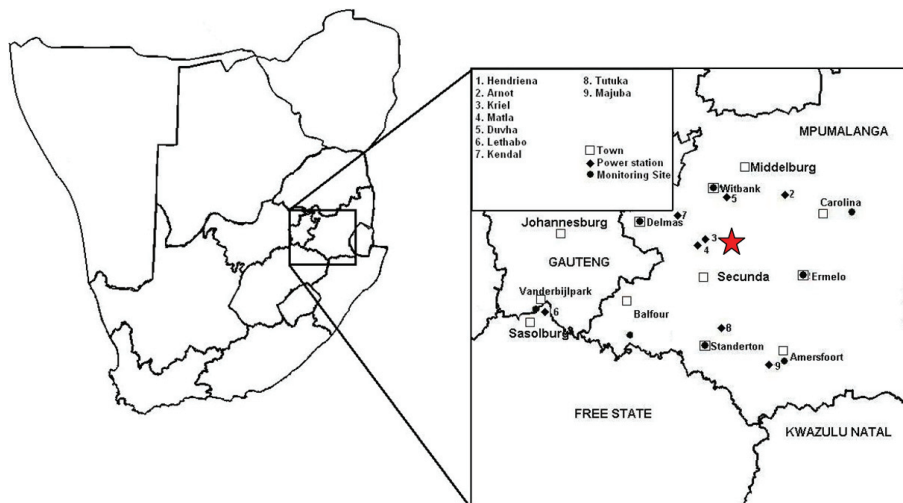 1. Hendriena
2. Arnot
3. Kriel
4. Matla
5. Duvha
6. Lethabo
7. Kendal
8. Tutuka
9. Majuba
Town
Power station
Monitoring Site
MPUMALANGA
Middelburg
Witbank
5
2
Carolina
7
Delmas
Johannesburg
3
4
GAUTENG
Secunda
Ermelo
Vanderbijlpark
6
Balfour
Sasolburg
8
Standerton
Amersfoort
9
FREE STATE
KWAZULU NATAL